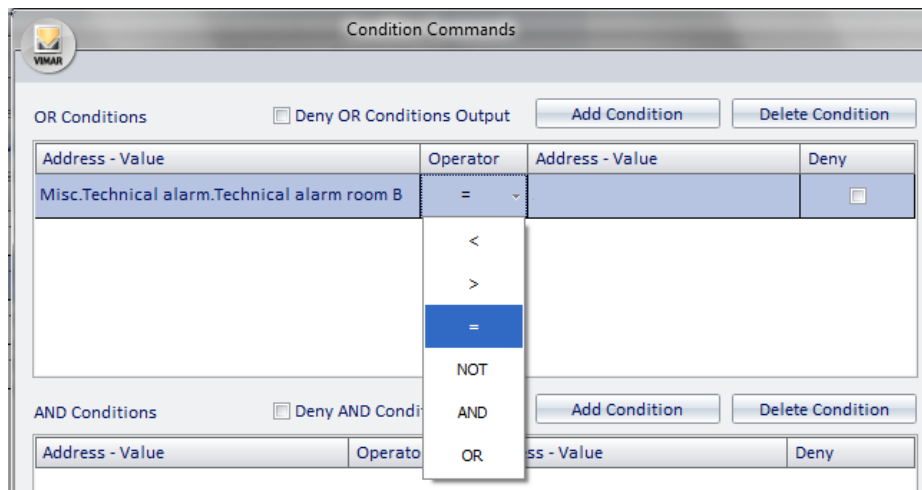 Condition Commands
VIMAR
OR Conditions Deny OR Conditions Output Add Condition Delete Condition
Address - Value Operator Address - Value Deny
Misc.Technical alarm.Technical alarm room B =
<
>
=
NOT
AND Conditions Deny AND Condi AND Add Condition Delete Condition
Address - Value Operato OR ss - Value Deny